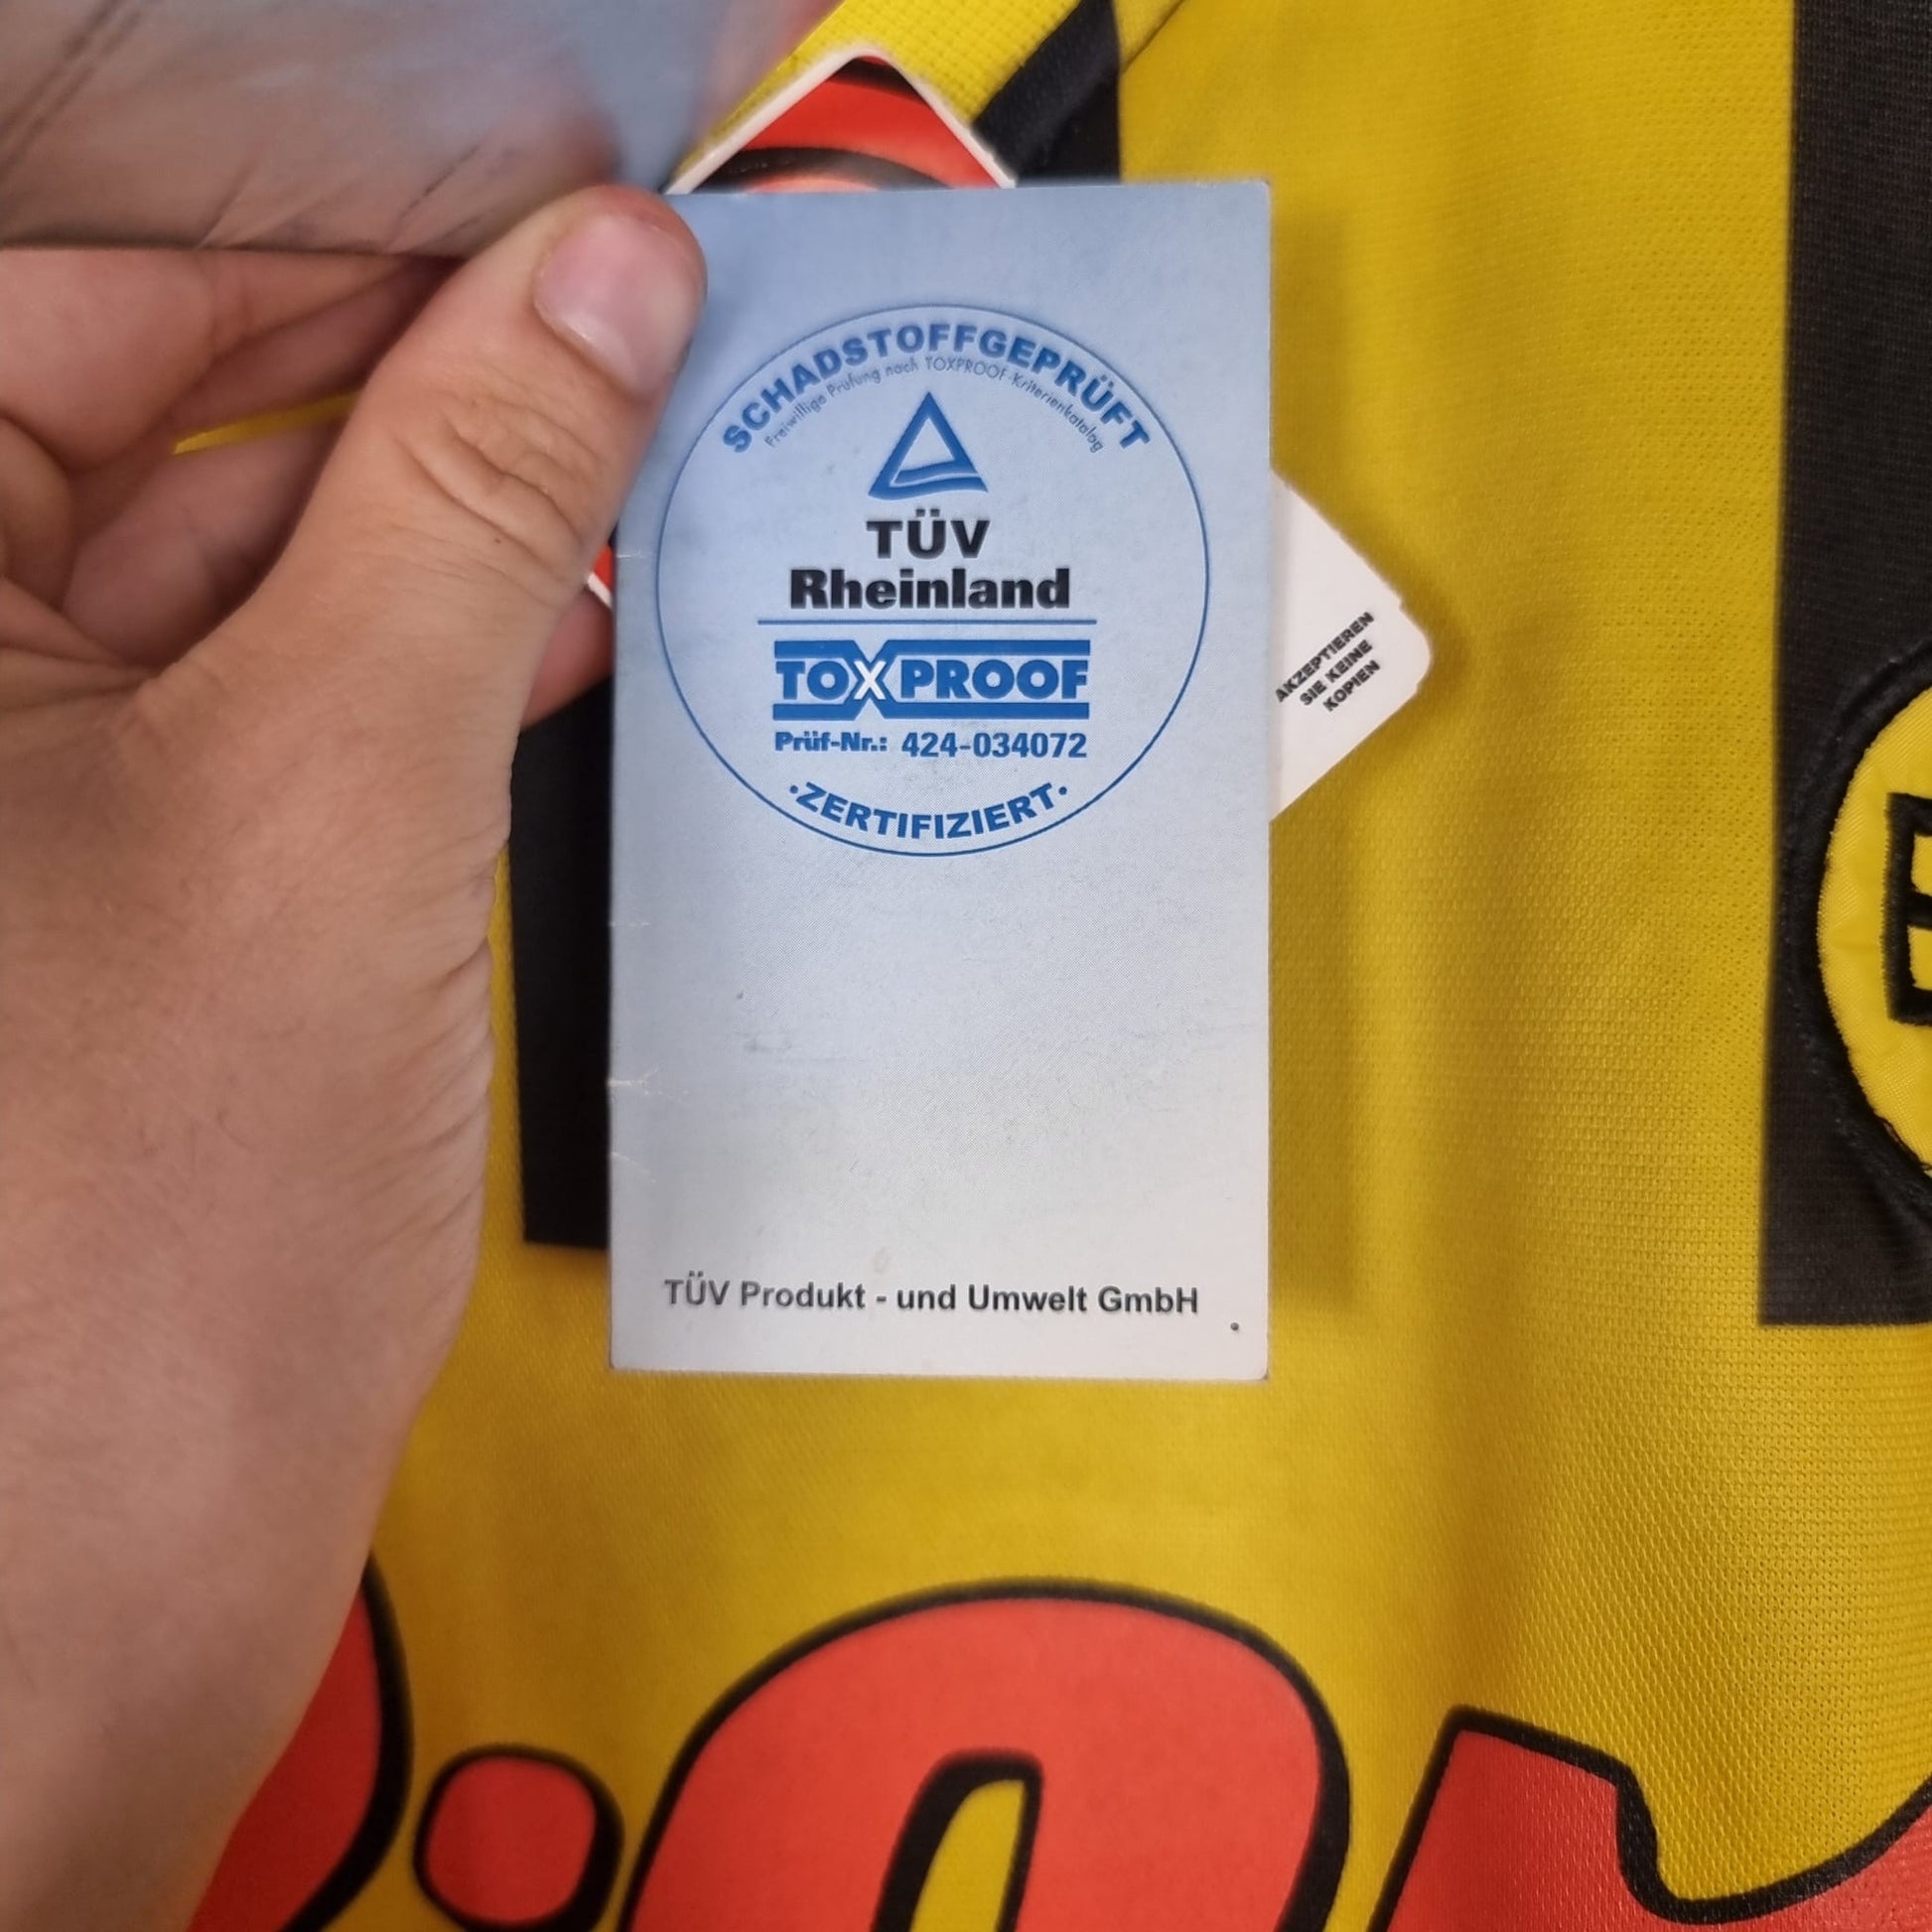 SCHADSTOFFGEPRÜFT
Freiwillige Prüfung nach TOXPROOF-Kriterienkatalog
TÜV
Rheinland
TOXPROOF
Prüf-Nr.: 424-034072
·ZERTIFIZIERT·
AKZEPTIEREN
SIE KEINE
KOPIEN
TÜV Produkt - und Umwelt GmbH